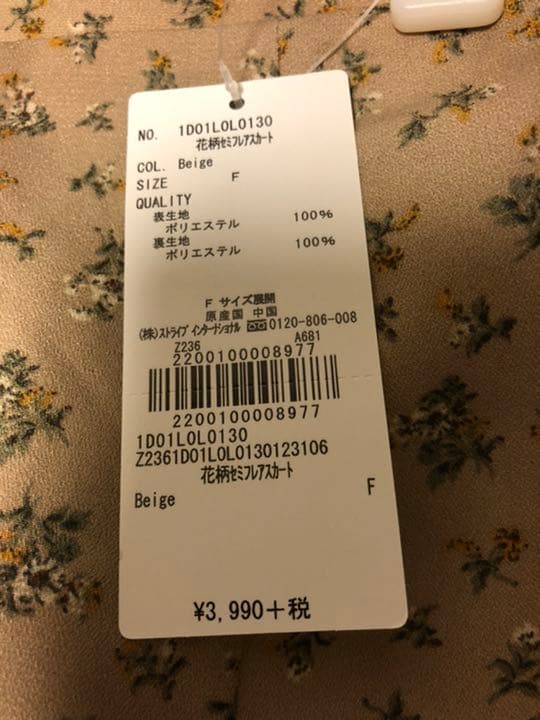 NO. 1D01L0L0130
花柄ｾﾐﾌﾚｱｽｶｰﾄ
COL. Beige
SIZE F
QUALITY
表生地 100%
ポリエステル
裏生地 100%
ポリエステル
F サイズ展開
原産国 中国
(株)ストライプ インターナショナル 0120-806-008
Z236 A681
2200100008977
2200100008977
1D01L0L0130
Z2361D01L0L0130123106
花柄ｾﾐﾌﾚｱｽｶｰﾄ
Beige F
¥3,990+税